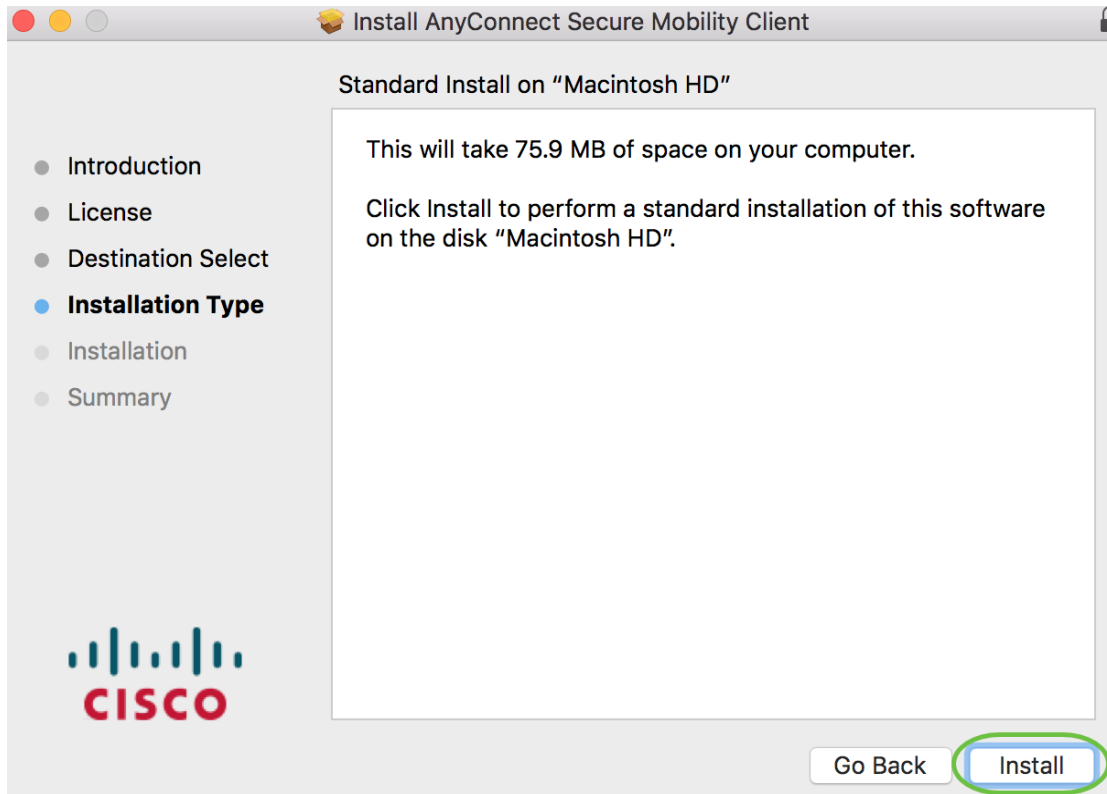 Install AnyConnect Secure Mobility Client
Standard Install on “Macintosh HD”
Introduction
License
Destination Select
Installation Type
Installation
Summary
This will take 75.9 MB of space on your computer.
Click Install to perform a standard installation of this software
on the disk “Macintosh HD”.
CISCO
Go Back
Install